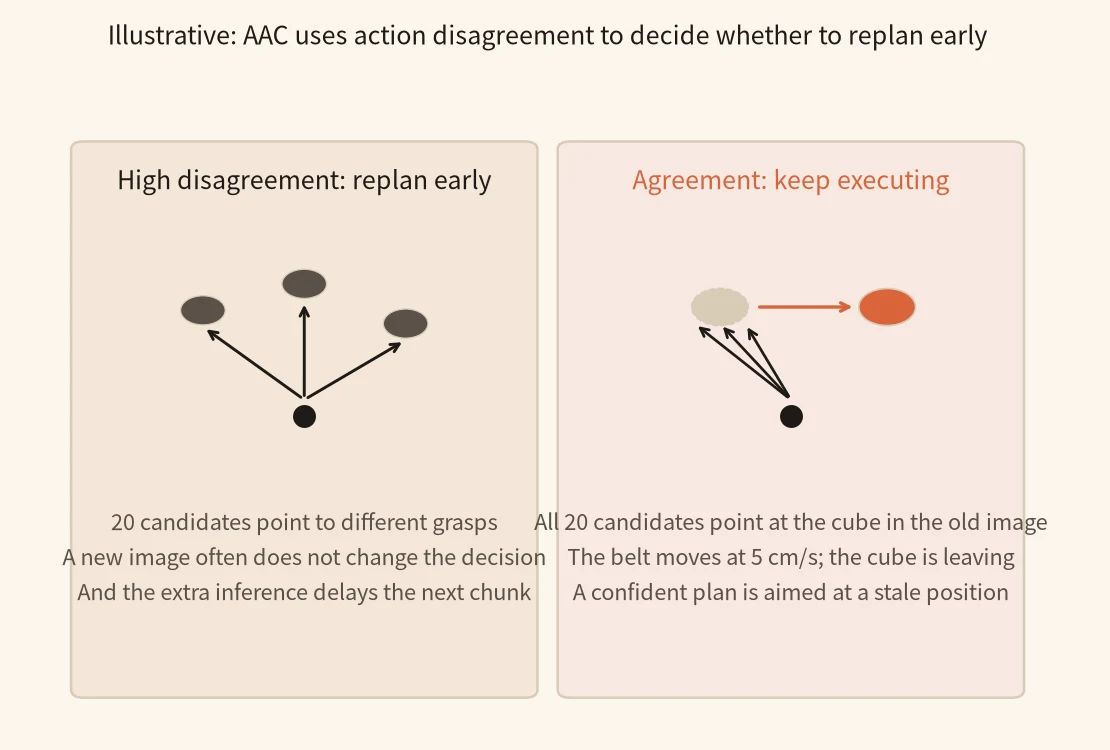 Illustrative: AAC uses action disagreement to decide whether to replan early
High disagreement: replan early
20 candidates point to different grasps
A new image often does not change the decision
And the extra inference delays the next chunk
Agreement: keep executing
All 20 candidates point at the cube in the old image
The belt moves at 5 cm/s; the cube is leaving
A confident plan is aimed at a stale position